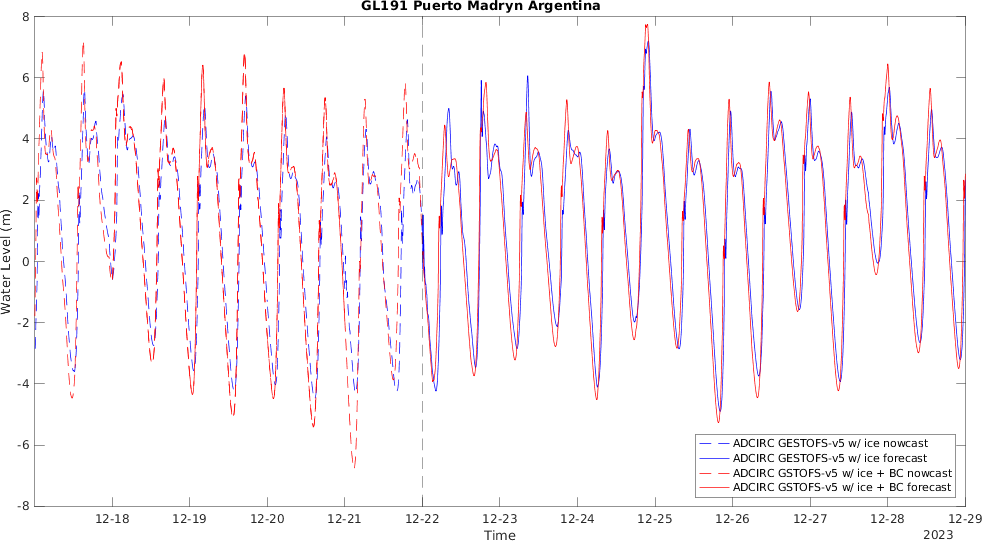 GL191 Puerto Madryn Argentina
8
6
4
2
0
-2
-4
-6
-8
Water Level (m)
ADCIRC GESTOFS-v5 w/ ice nowcast
ADCIRC GESTOFS-v5 w/ ice forecast
ADCIRC GSTOFS-v5 w/ ice + BC nowcast
ADCIRC GSTOFS-v5 w/ ice + BC forecast
12-18 12-19 12-20 12-21 12-22 12-23 12-24 12-25 12-26 12-27 12-28 12-29
Time
2023